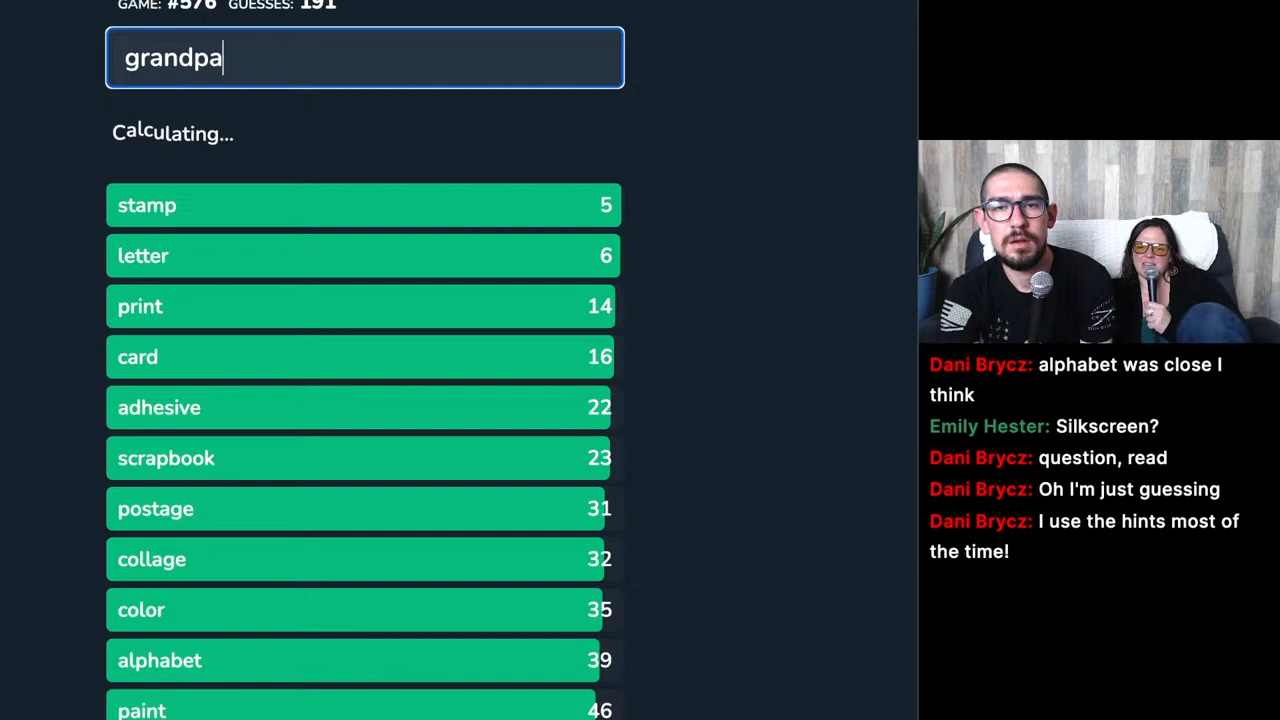 GAME: #576 GUESSES: 191
grandpa
Calculating...
stamp 5
letter 6
print 14
card 16
adhesive 22
scrapbook 23
postage 31
collage 32
color 35
alphabet 39
paint 46
Dani Brycz: alphabet was close I
think
Emily Hester: Silkscreen?
Dani Brycz: question, read
Dani Brycz: Oh I'm just guessing
Dani Brycz: I use the hints most of
the time!